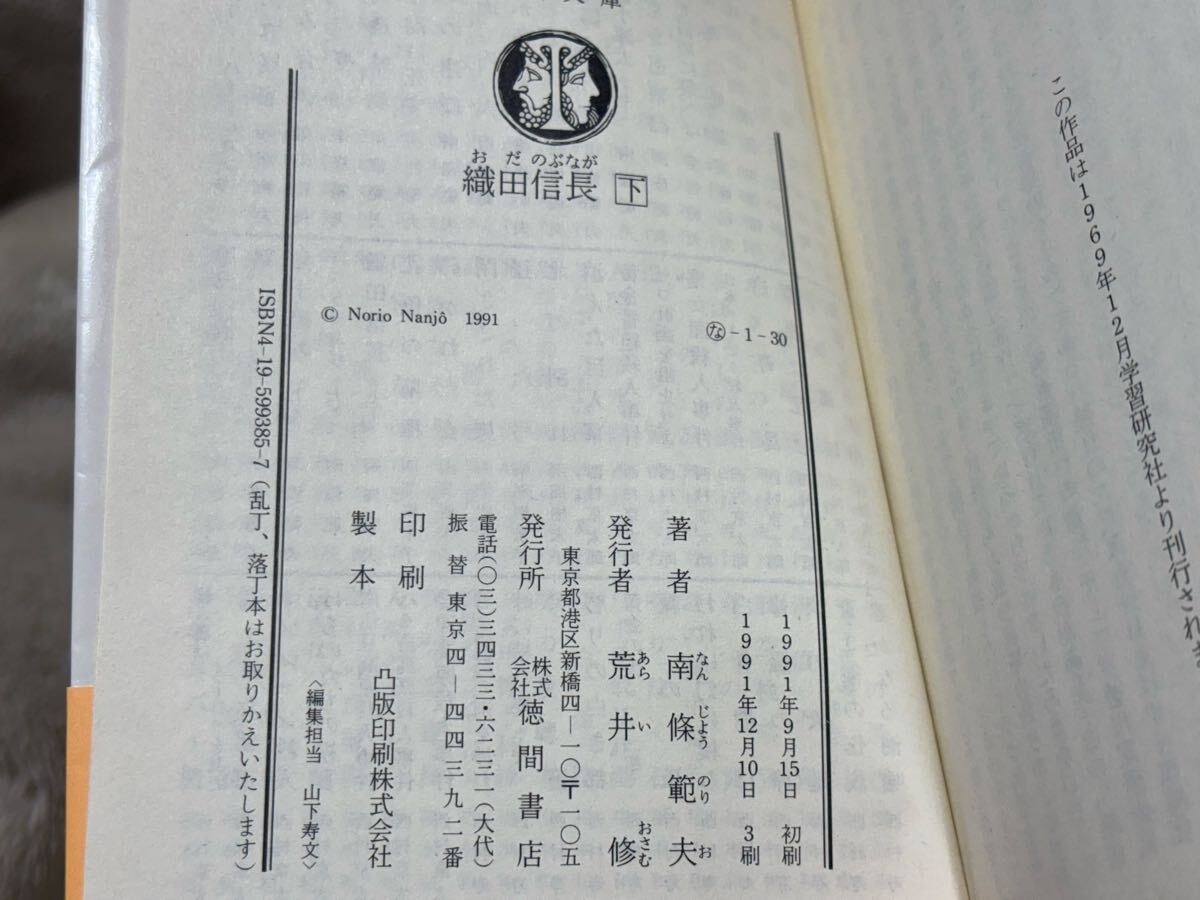 庫
おだのぶなが
織田信長 下
© Norio Nanjô 1991
㋤-1-30
1991年9月15日 初刷
1991年12月10日 3刷
著者 南條範夫
なんじょうのりお
発行者 荒井修
あらいおさむ
東京都港区新橋四―一〇〒一〇五
発行所 株式会社徳間書店
電話(〇三)三四三三・六二三一(大代)
振替 東京四―四四三九二番
印刷
製本
凸版印刷株式会社
〈編集担当 山下寿文〉
ISBN4-19-599385-7(乱丁、落丁本はお取りかえいたします)
この作品は1969年12月学習研究社より刊行され